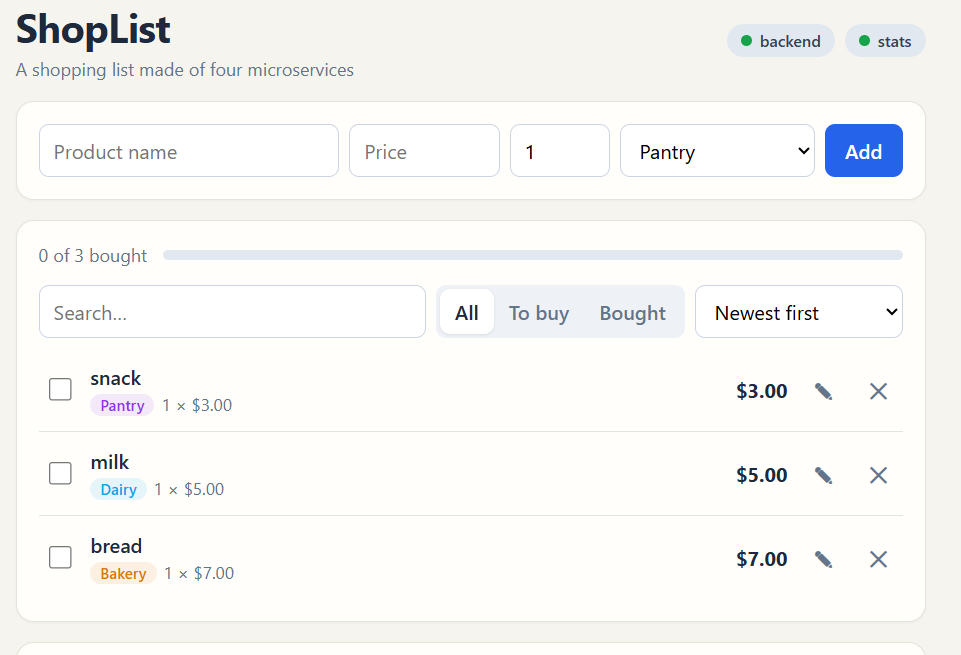 ShopList
backend
stats
A shopping list made of four microservices
Product name
Price
1
Pantry
Add
0 of 3 bought
Search...
All
To buy
Bought
Newest first
snack
Pantry 1 × $3.00
$3.00
milk
Dairy 1 × $5.00
$5.00
bread
Bakery 1 × $7.00
$7.00